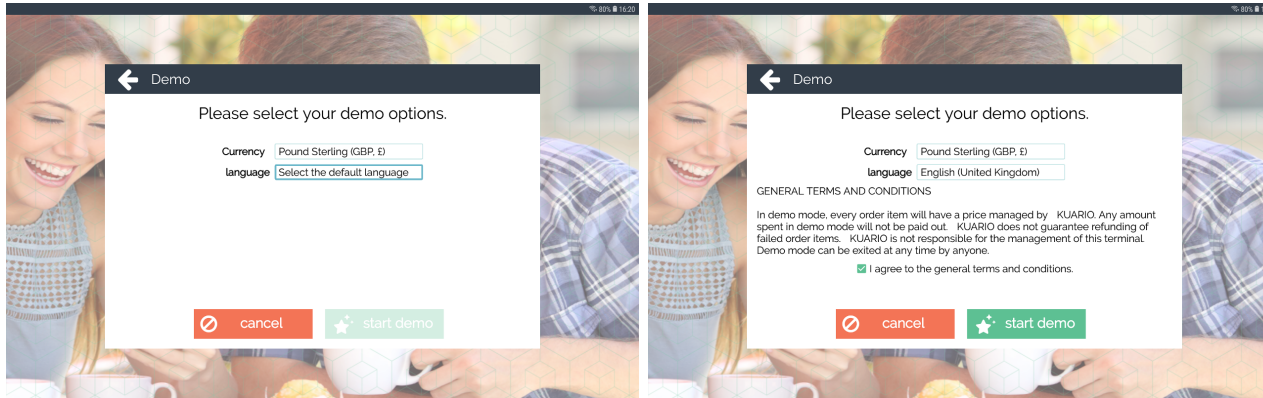 80% 16:20
Demo
Please select your demo options.
Currency Pound Sterling (GBP, £)
language Select the default language
cancel start demo
80% 1
Demo
Please select your demo options.
Currency Pound Sterling (GBP, £)
language English (United Kingdom)
GENERAL TERMS AND CONDITIONS
In demo mode, every order item will have a price managed by KUARIO. Any amount
spent in demo mode will not be paid out. KUARIO does not guarantee refunding of
failed order items. KUARIO is not responsible for the management of this terminal.
Demo mode can be exited at any time by anyone.
I agree to the general terms and conditions.
cancel start demo